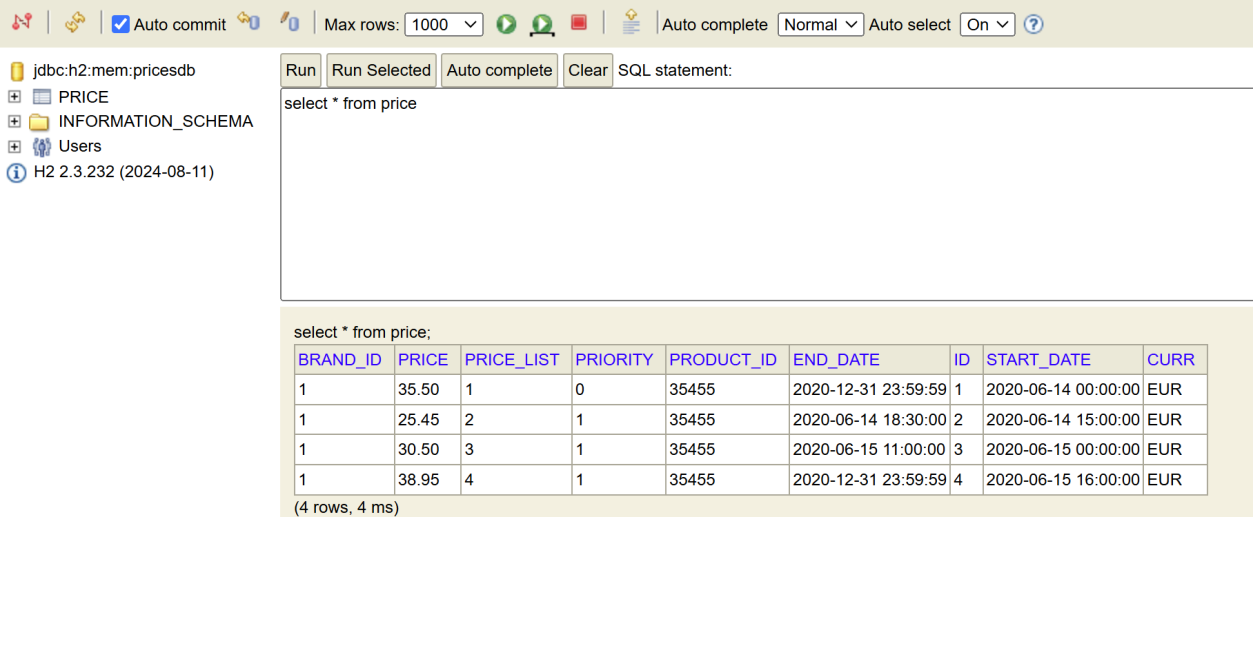 Auto commit Max rows: 1000 Auto complete Normal Auto select On ?
jdbc:h2:mem:pricesdb
PRICE
INFORMATION_SCHEMA
Users
H2 2.3.232 (2024-08-11)
Run Run Selected Auto complete Clear SQL statement:
select * from price
select * from price;
BRAND_ID PRICE PRICE_LIST PRIORITY PRODUCT_ID END_DATE ID START_DATE CURR
1 35.50 1 0 35455 2020-12-31 23:59:59 1 2020-06-14 00:00:00 EUR
1 25.45 2 1 35455 2020-06-14 18:30:00 2 2020-06-14 15:00:00 EUR
1 30.50 3 1 35455 2020-06-15 11:00:00 3 2020-06-15 00:00:00 EUR
1 38.95 4 1 35455 2020-12-31 23:59:59 4 2020-06-15 16:00:00 EUR
(4 rows, 4 ms)